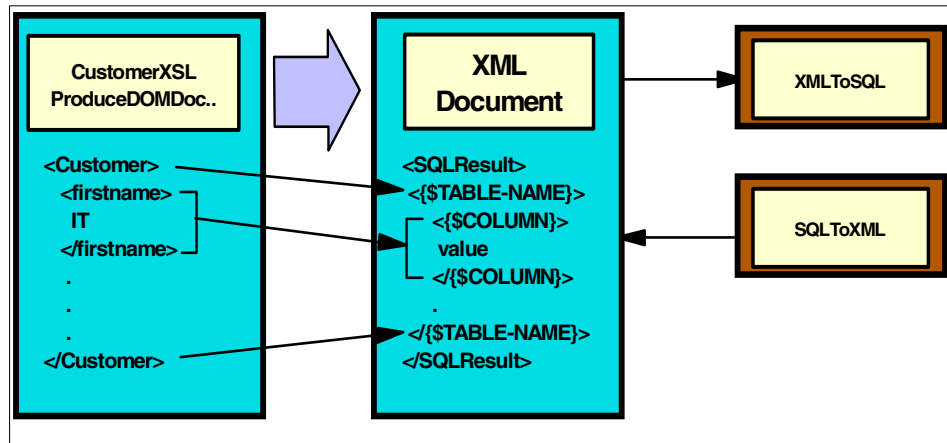 CustomerXSL
ProduceDOMDoc..
<Customer>
<firstname>
IT
</firstname>
.
.
.
</Customer>
XML
Document
<SQLResult>
<{$TABLE-NAME}>
<{$COLUMN}>
value
</{$COLUMN}>
.
</{$TABLE-NAME}>
</SQLResult>
XMLToSQL
SQLToXML